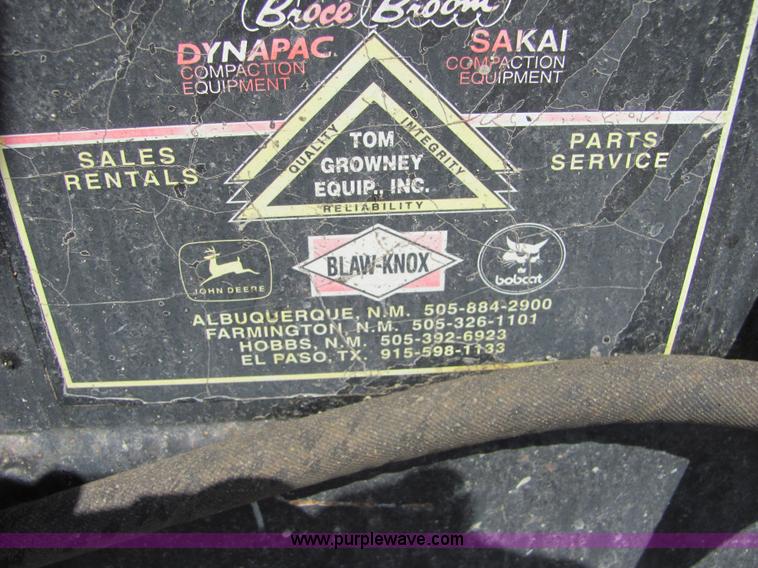 Broce Broom
DYNAPAC
COMPACTION
EQUIPMENT
SAKAI
COMPACTION
EQUIPMENT
QUALITY
INTEGRITY
TOM
GROWNEY
EQUIP., INC.
RELIABILITY
SALES
RENTALS
PARTS
SERVICE
JOHN DEERE
BLAW-KNOX
bobcat
ALBUQUERQUE, N.M. 505-884-2900
FARMINGTON, N.M. 505-326-1101
HOBBS, N.M. 505-392-6923
EL PASO, TX. 915-598-1133
www.purplewave.com